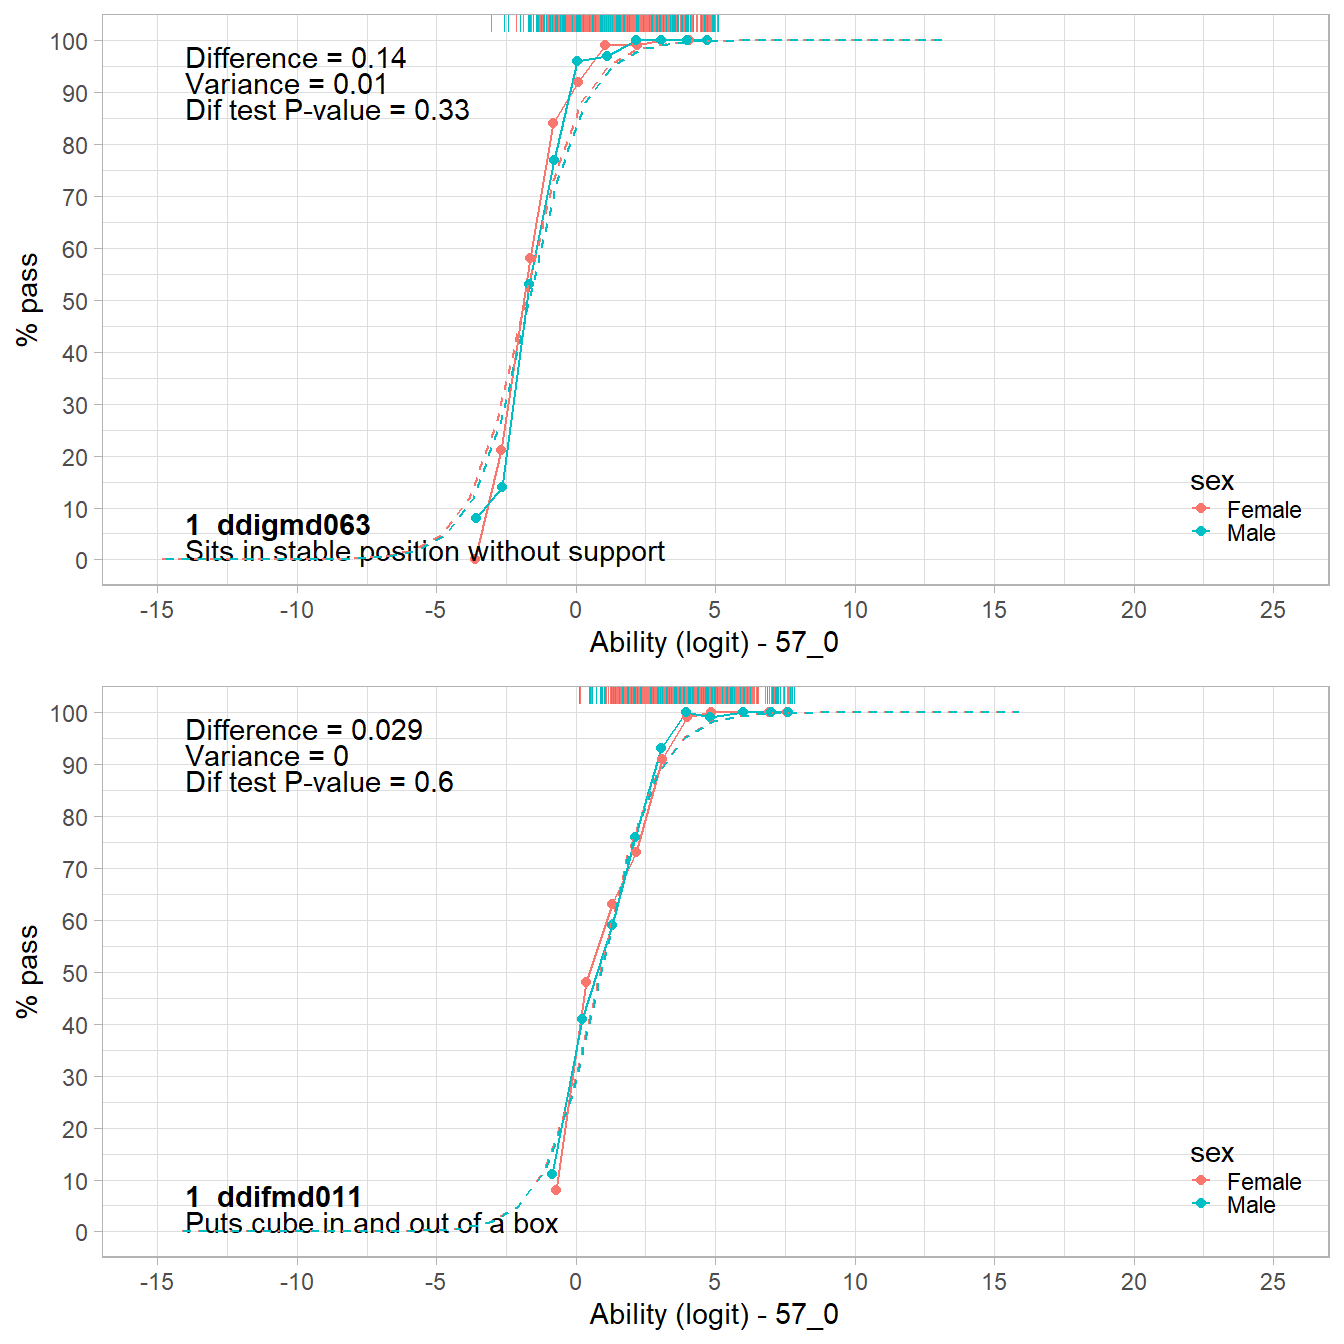 Difference = 0.14
Variance = 0.01
Dif test P-value = 0.33
100
90
80
70
60
50
40
30
20
10
0
% pass
1_ddigmd063
Sits in stable position without support
sex
Female
Male
-15 -10 -5 0 5 10 15 20 25
Ability (logit) - 57_0
Difference = 0.029
Variance = 0
Dif test P-value = 0.6
100
90
80
70
60
50
40
30
20
10
0
% pass
1_ddifmd011
Puts cube in and out of a box
sex
Female
Male
-15 -10 -5 0 5 10 15 20 25
Ability (logit) - 57_0